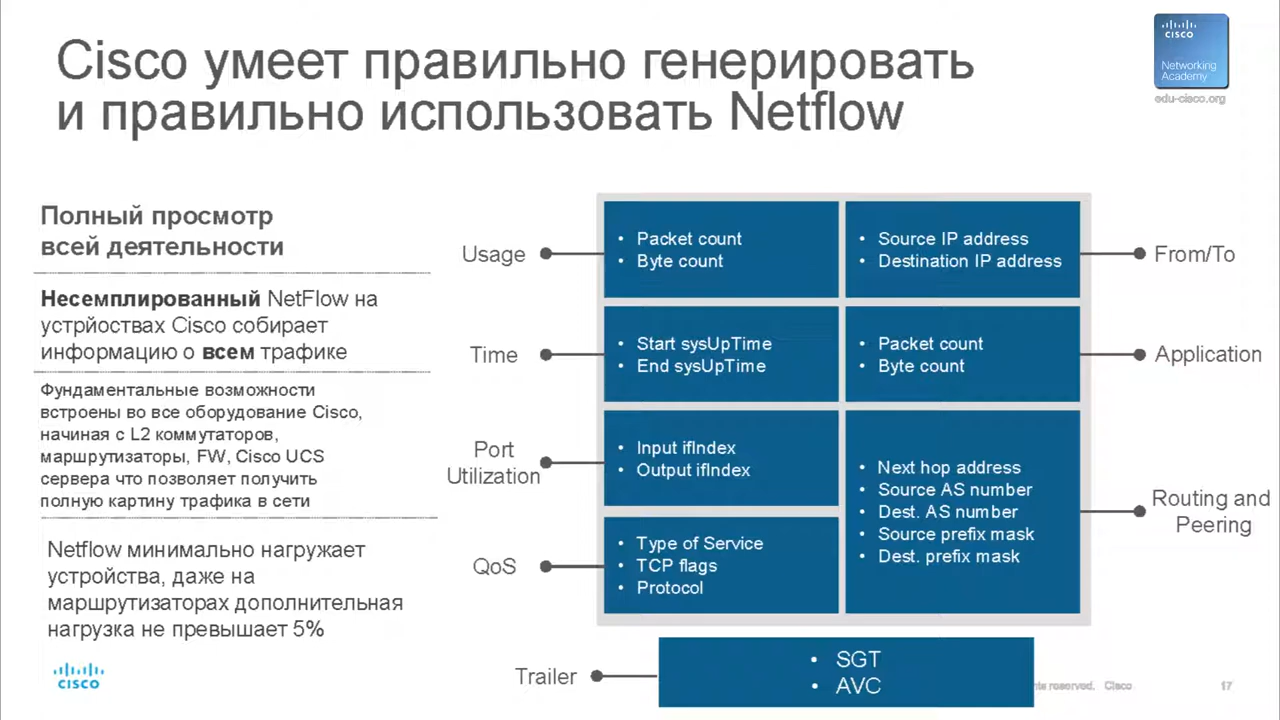 Cisco умеет правильно генерировать
и правильно использовать Netflow
cisco
Networking
Academy
edu-cisco.org
Полный просмотр
всей деятельности
Несемплированный NetFlow на
устрйоствах Cisco собирает
информацию о всем трафике
Фундаментальные возможности
встроены во все оборудование Cisco,
начиная с L2 коммутаторов,
маршрутизаторы, FW, Cisco UCS
сервера что позволяет получить
полную картину трафика в сети
Netflow минимально нагружает
устройства, даже на
маршрутизаторах дополнительная
нагрузка не превышает 5%
Usage
• Packet count
• Byte count
• Source IP address
• Destination IP address
From/To
Time
• Start sysUpTime
• End sysUpTime
• Packet count
• Byte count
Application
Port
Utilization
• Input ifIndex
• Output ifIndex
• Next hop address
• Source AS number
• Dest. AS number
• Source prefix mask
• Dest. prefix mask
Routing and
Peering
QoS
• Type of Service
• TCP flags
• Protocol
Trailer
• SGT
• AVC
cisco
reserved. Cisco
17